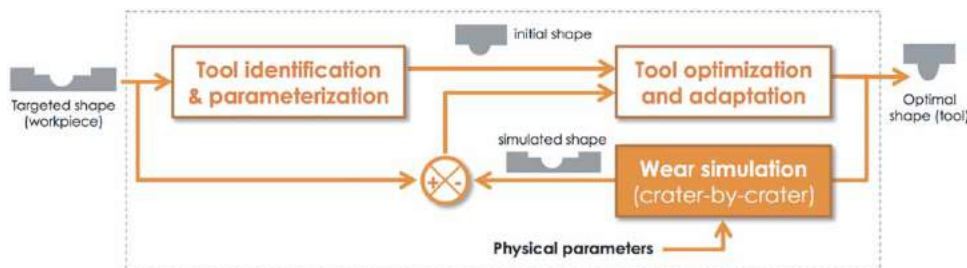 initial shape
Tool identification
& parameterization
Tool optimization
and adaptation
Targeted shape
(workpiece)
Optimal
shape (tool)
simulated shape
+ -
Wear simulation
(crater-by-crater)
Physical parameters